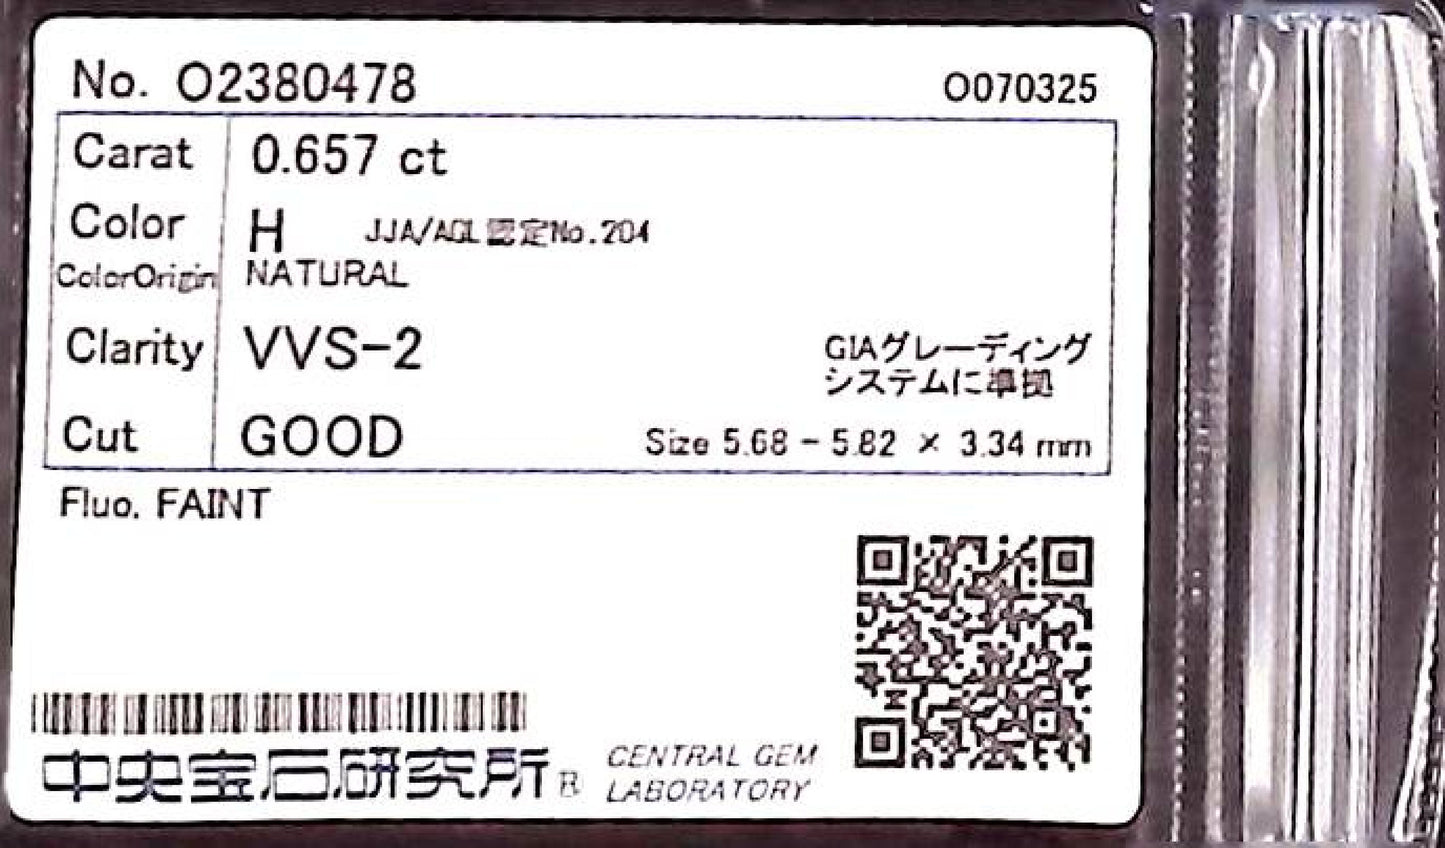 No. O2380478 O070325
Carat 0.657 ct
Color H JJA/AGL認定No.204
ColorOrigin NATURAL
Clarity VVS-2 GIAグレーディング
システムに準拠
Cut GOOD Size 5.68 - 5.82 × 3.34 mm
Fluo. FAINT
中央宝石研究所® CENTRAL GEM
LABORATORY